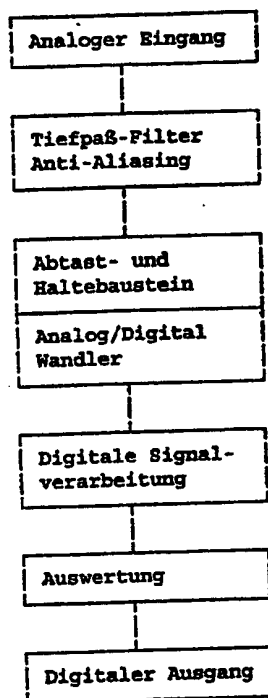 Analoger Eingang
Tiefpaß-Filter
Anti-Aliasing
Abtast- und
Haltebaustein
Analog/Digital
Wandler
Digitale Signal-
verarbeitung
Auswertung
Digitaler Ausgang